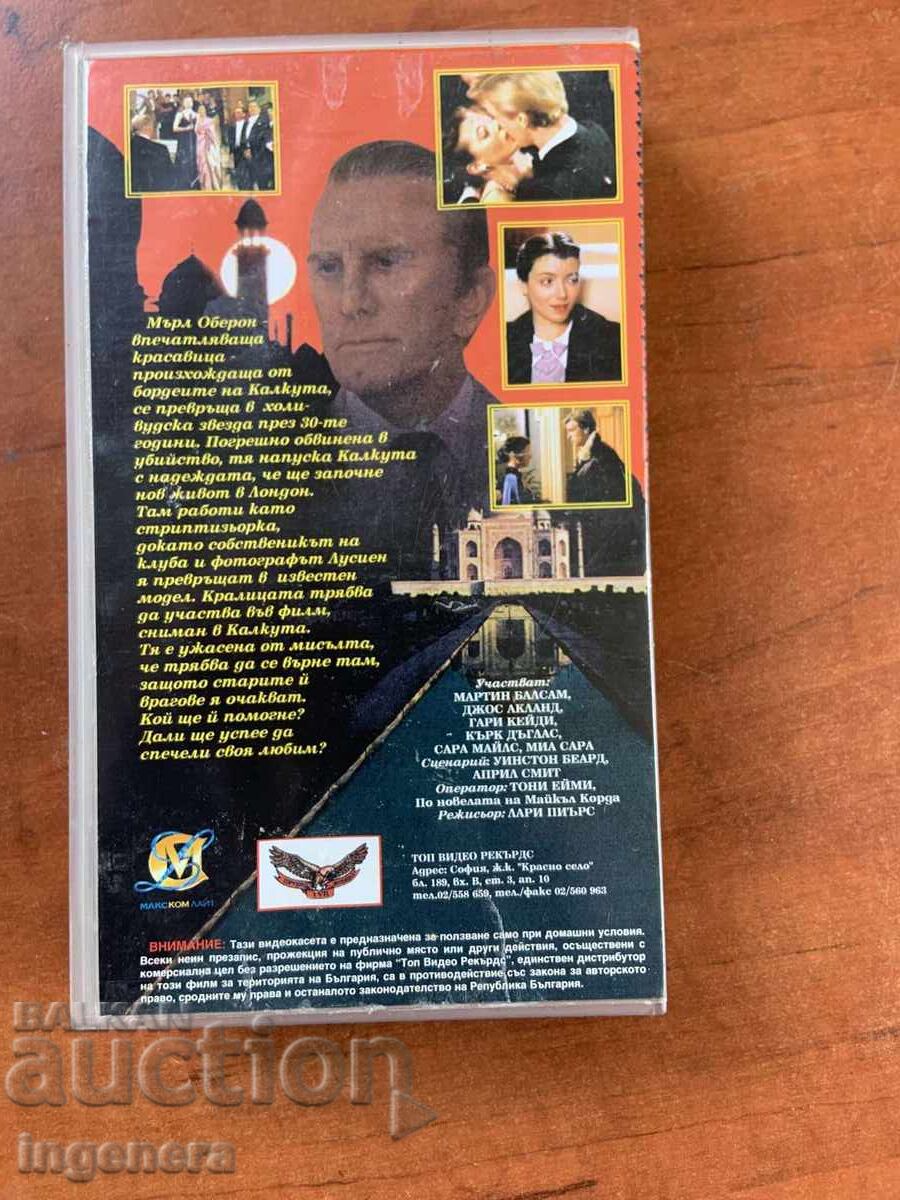 Мърл Оберон -
впечатляваща
красавица -
произхождаща от
бордеите на Калкута,
се превръща в холи-
вудска звезда през 30-те
години. Погрешно обвинена в
убийство, тя напуска Калкута
с надеждата, че ще започне
нов живот в Лондон.
Там работи като
стриптизьорка,
докато собственикът на
клуба и фотографът Лусиен
я превръщат в известен
модел. Кралицата трябва
да участва във филм,
сниман в Калкута.
Тя е ужасена от мисълта,
че трябва да се върне там,
защото старите й
врагове я очакват.
Кой ще й помогне?
Дали ще успее да
спечели своя любим?
Участват:
МАРТИН БАЛСАМ,
ДЖОС АКЛАНД,
ГАРИ КЕЙДИ,
КЪРК ДЪГЛАС,
САРА МАЙЛС, МИА САРА
Сценарий: УИНСТОН БЕАРД,
АПРИЛ СМИТ
Оператор: ТОНИ ЕЙМИ,
По новелата на Майкъл Корда
Режисьор: ЛАРИ ПИЪРС
МАКСКОМ ЛАЙТ
ТОП ВИДЕО РЕКЪРДС
Адрес: София, ж.к. "Красно село"
бл. 189, вх. В, ет. 3, ап. 10
тел.02/558 659, тел./факс 02/560 963
ВНИМАНИЕ: Тази видеокасета е предназначена за ползване само при домашни условия.
Всеки неин презапис, прожекция на публично място или други действия, осъществени с
комерсиална цел без разрешението на фирма "Топ Видео Рекърдс", единствен дистрибутор
на този филм за територията на България, са в противодействие със закона за авторското
право, сродните му права и останалото законодателство на Република България.
BALKAN
auction
ingenera